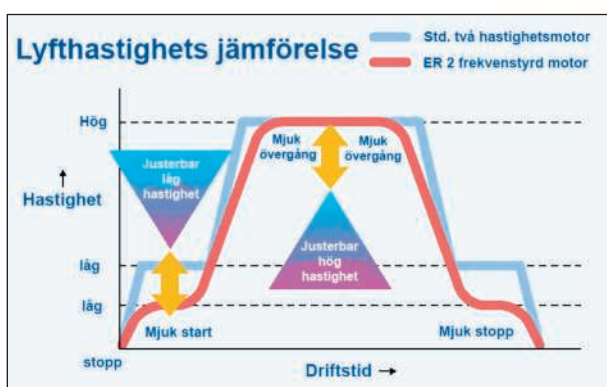 Lyfthastighets jämförelse
Std. två hastighetsmotor
ER 2 frekvenstyrd motor
Hög
Mjuk
övergång
Mjuk
övergång
Justerbar
låg
hastighet
↑
Hastighet
Justerbar
hög
hastighet
låg
låg
Mjuk start
Mjuk stopp
stopp
Driftstid →